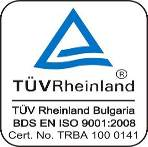 ®
TÜVRheinland
TÜV Rheinland Bulgaria
BDS EN ISO 9001:2008
Cert. No. TRBA 100 0141